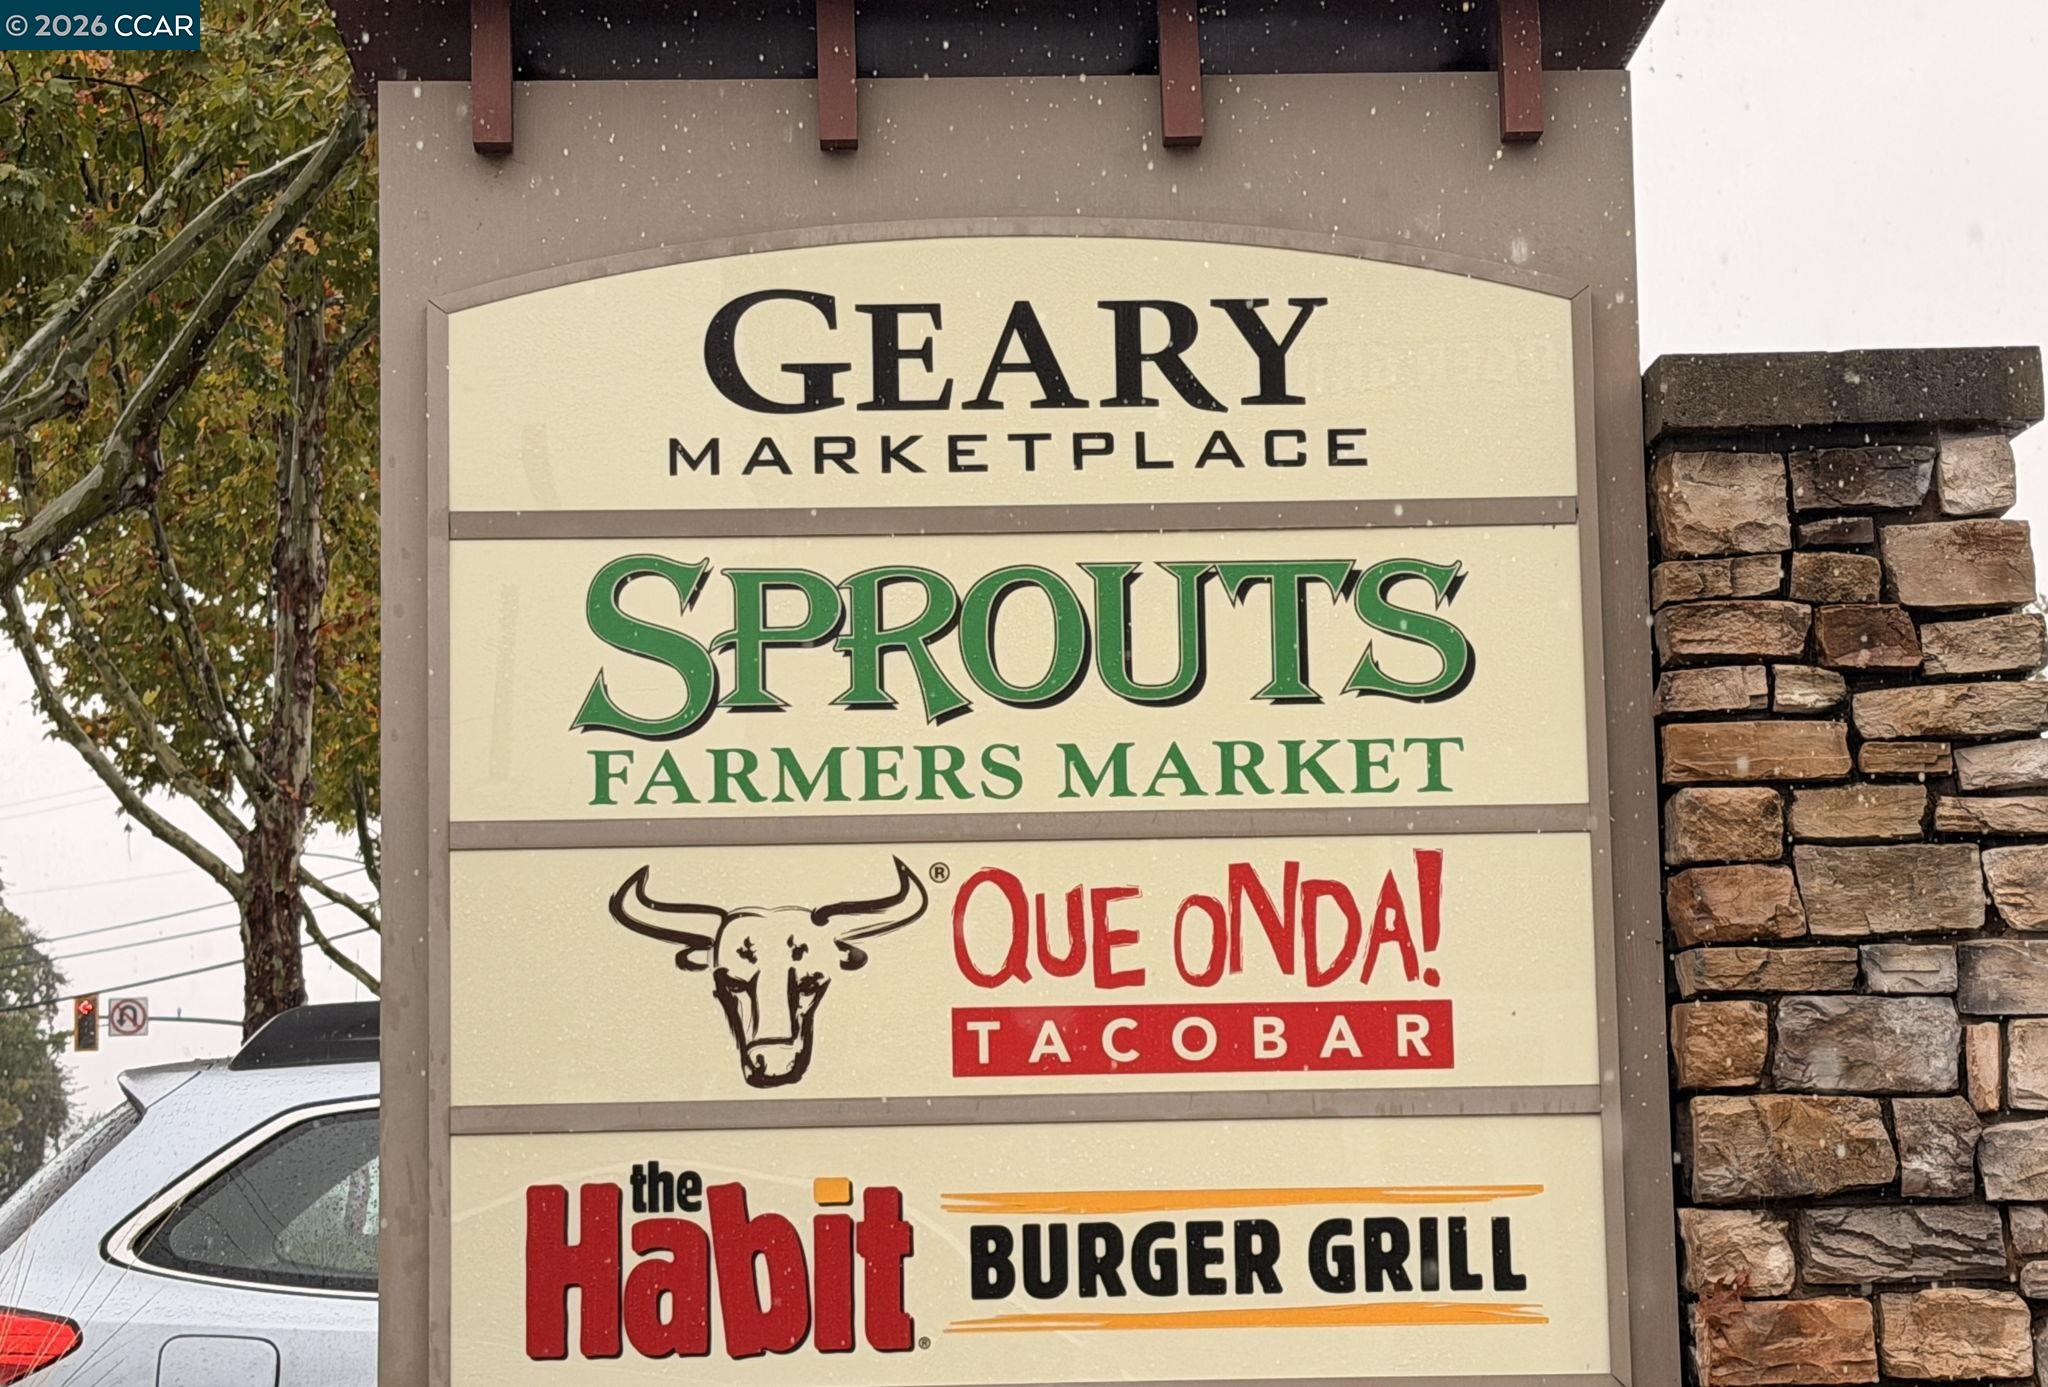 © 2026 CCAR
GEARY
MARKETPLACE
SPROUTS
FARMERS MARKET
® QUE ONDA!
TACOBAR
the
Habit® BURGER GRILL